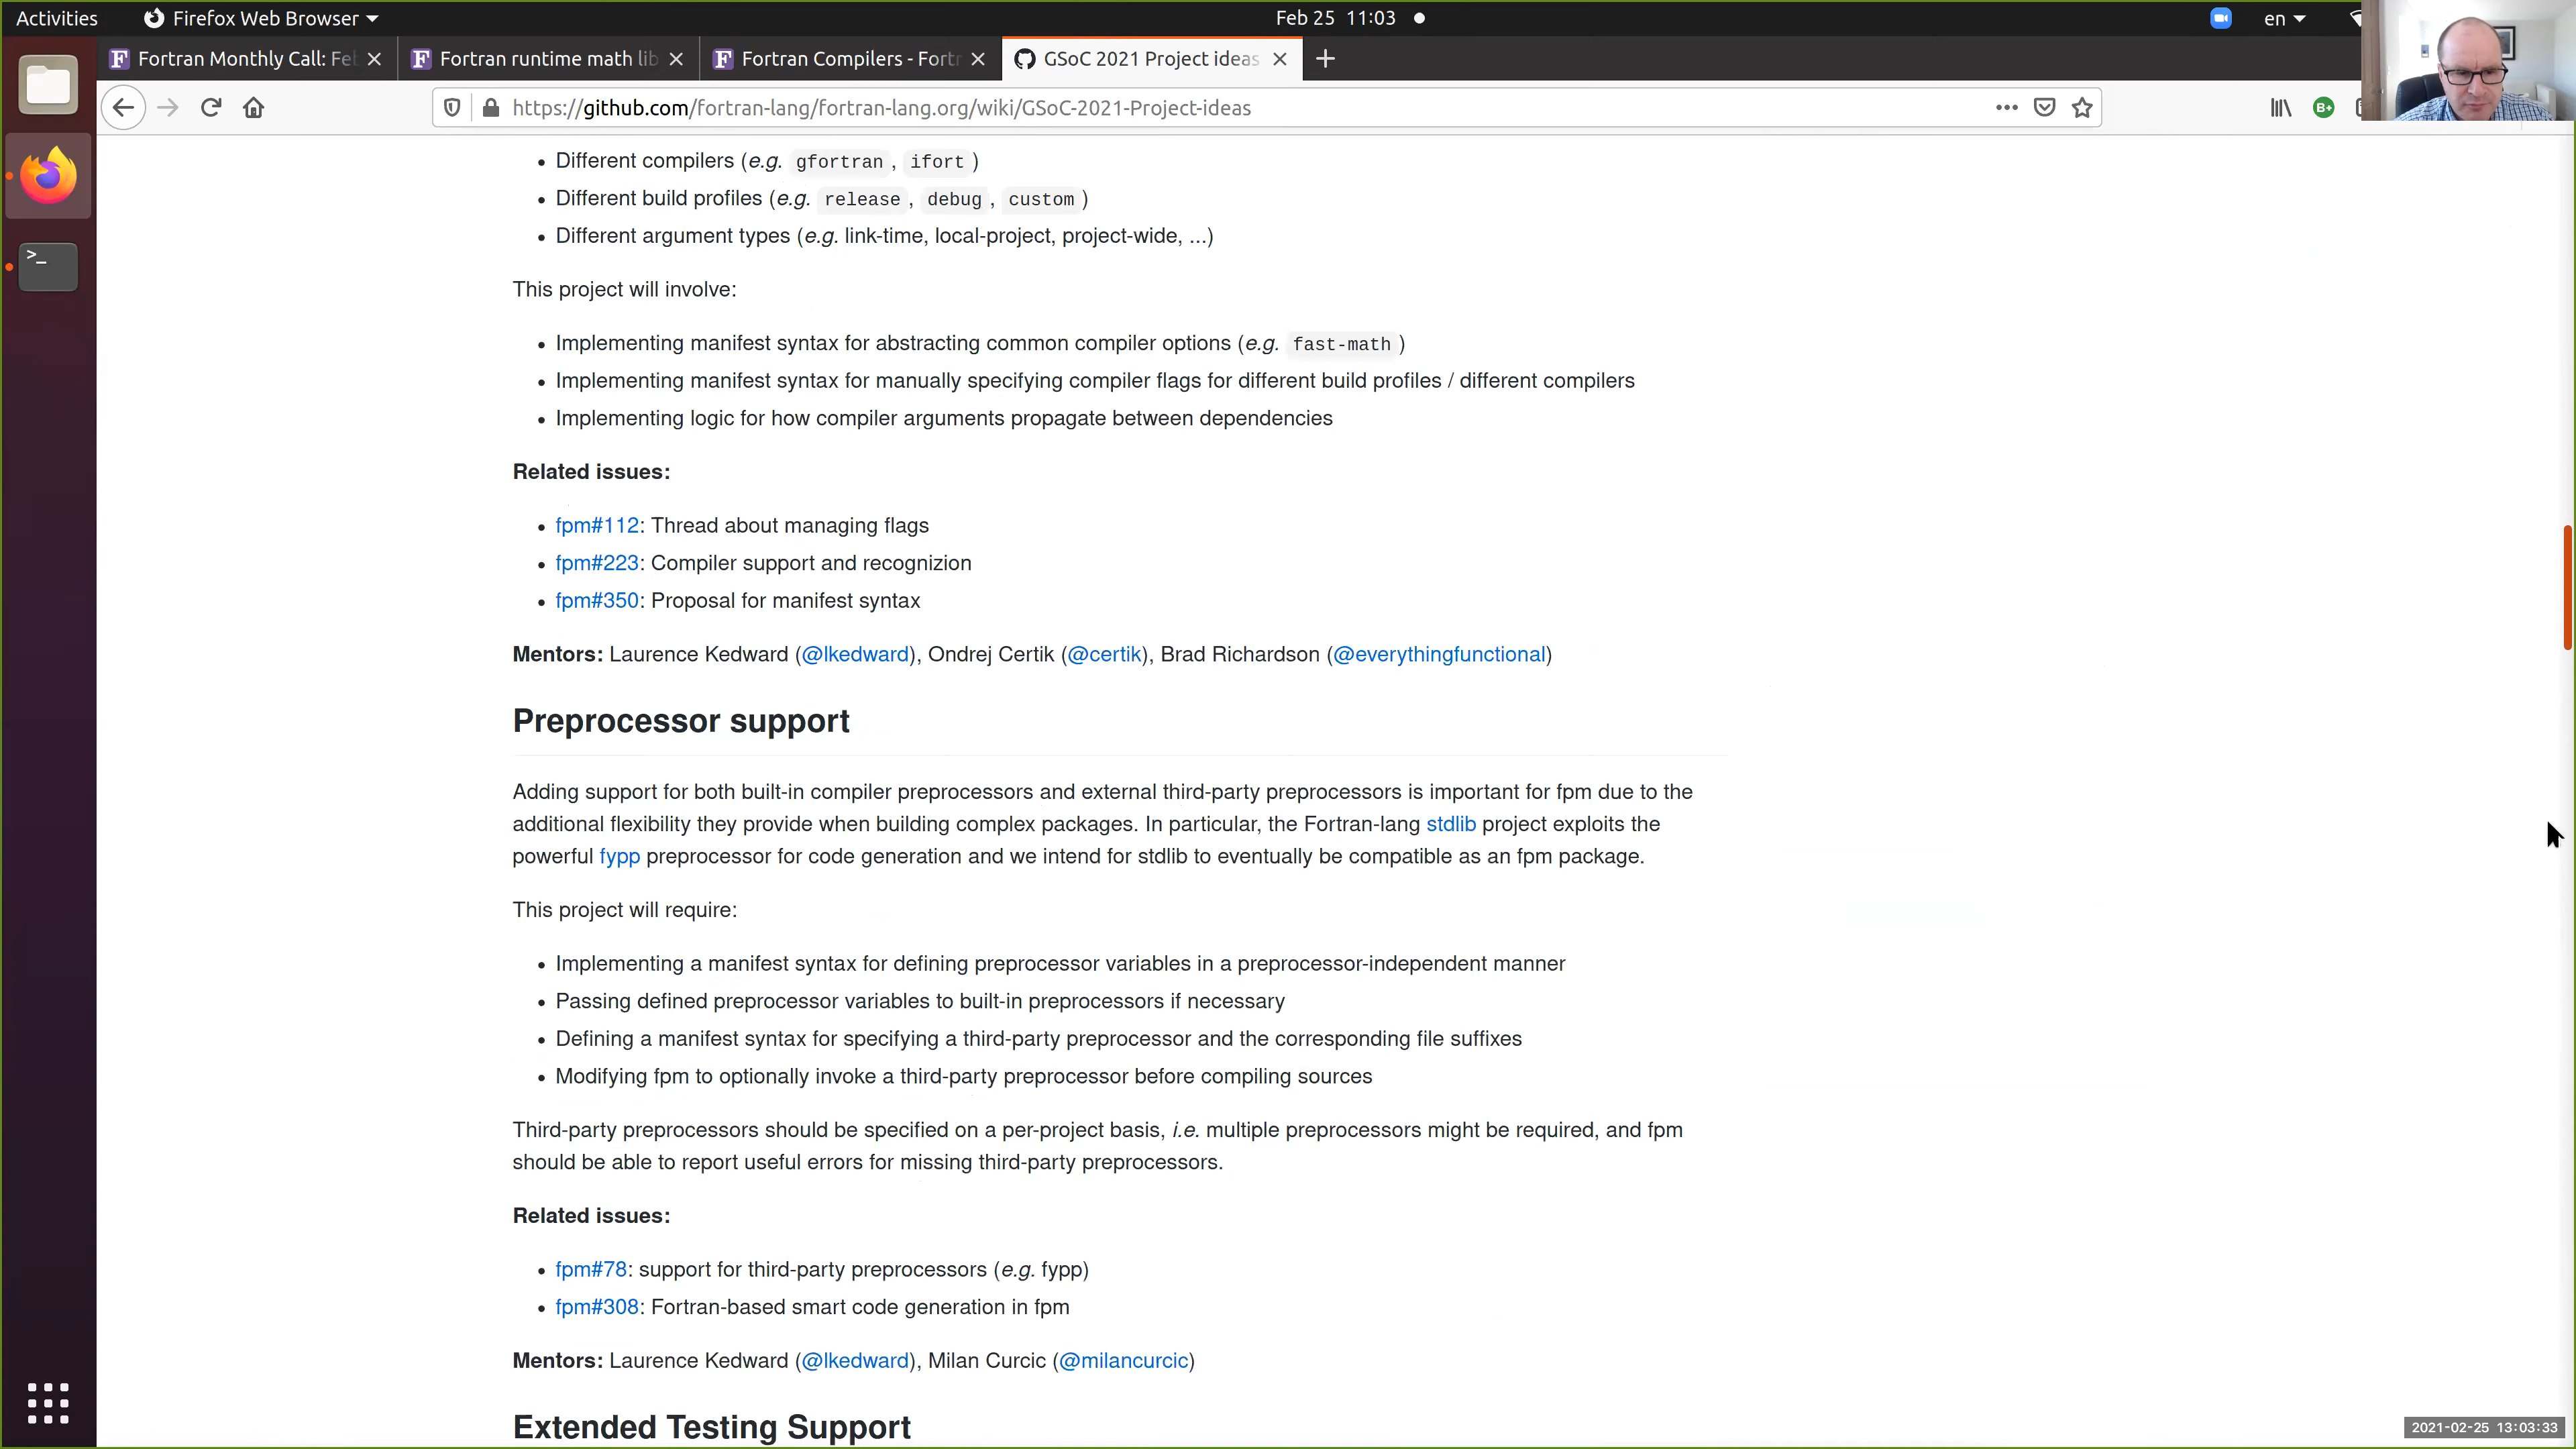 Activities
Firefox Web Browser
Feb 25 11:03
en
Fortran Monthly Call: Fe
Fortran runtime math lib
Fortran Compilers - Fort
GSoC 2021 Project ideas
https://github.com/fortran-lang/fortran-lang.org/wiki/GSoC-2021-Project-ideas
B+
• Different compilers (e.g. gfortran, ifort)
• Different build profiles (e.g. release, debug, custom)
• Different argument types (e.g. link-time, local-project, project-wide, ...)
This project will involve:
• Implementing manifest syntax for abstracting common compiler options (e.g. fast-math)
• Implementing manifest syntax for manually specifying compiler flags for different build profiles / different compilers
• Implementing logic for how compiler arguments propagate between dependencies
Related issues:
• fpm#112: Thread about managing flags
• fpm#223: Compiler support and recognizion
• fpm#350: Proposal for manifest syntax
Mentors: Laurence Kedward (@lkedward), Ondrej Certik (@certik), Brad Richardson (@everythingfunctional)
Preprocessor support
Adding support for both built-in compiler preprocessors and external third-party preprocessors is important for fpm due to the
additional flexibility they provide when building complex packages. In particular, the Fortran-lang stdlib project exploits the
powerful fypp preprocessor for code generation and we intend for stdlib to eventually be compatible as an fpm package.
This project will require:
• Implementing a manifest syntax for defining preprocessor variables in a preprocessor-independent manner
• Passing defined preprocessor variables to built-in preprocessors if necessary
• Defining a manifest syntax for specifying a third-party preprocessor and the corresponding file suffixes
• Modifying fpm to optionally invoke a third-party preprocessor before compiling sources
Third-party preprocessors should be specified on a per-project basis, i.e. multiple preprocessors might be required, and fpm
should be able to report useful errors for missing third-party preprocessors.
Related issues:
• fpm#78: support for third-party preprocessors (e.g. fypp)
• fpm#308: Fortran-based smart code generation in fpm
Mentors: Laurence Kedward (@lkedward), Milan Curcic (@milancurcic)
Extended Testing Support
2021-02-25 13:03:33